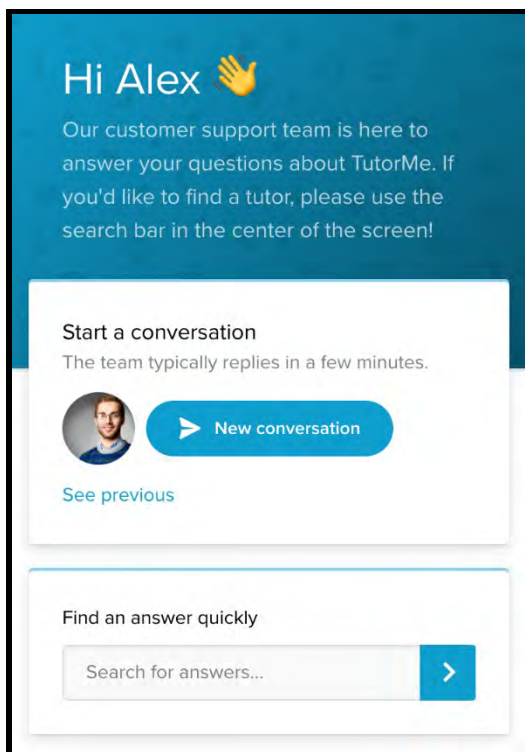 Hi Alex 👋
Our customer support team is here to
answer your questions about TutorMe. If
you'd like to find a tutor, please use the
search bar in the center of the screen!
Start a conversation
The team typically replies in a few minutes.
New conversation
See previous
Find an answer quickly
Search for answers...